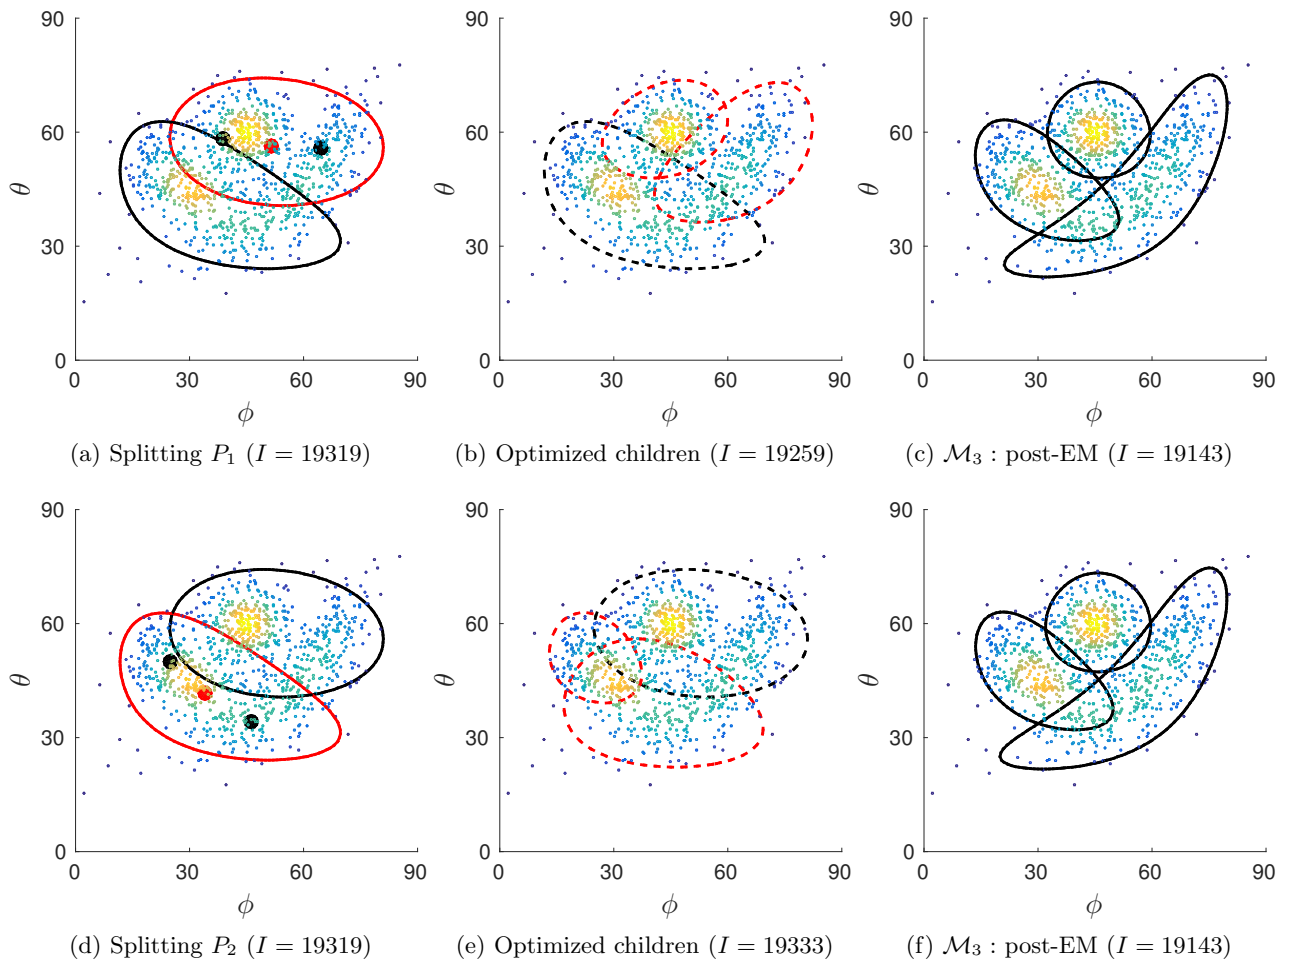 90
60
30
0
θ
0 30 60 90
ϕ
90
60
30
0
θ
0 30 60 90
ϕ
90
60
30
0
θ
0 30 60 90
ϕ
(a) Splitting P₁ (I = 19319)
(b) Optimized children (I = 19259)
(c) ℳ₃ : post-EM (I = 19143)
90
60
30
0
θ
0 30 60 90
ϕ
90
60
30
0
θ
0 30 60 90
ϕ
90
60
30
0
θ
0 30 60 90
ϕ
(d) Splitting P₂ (I = 19319)
(e) Optimized children (I = 19333)
(f) ℳ₃ : post-EM (I = 19143)